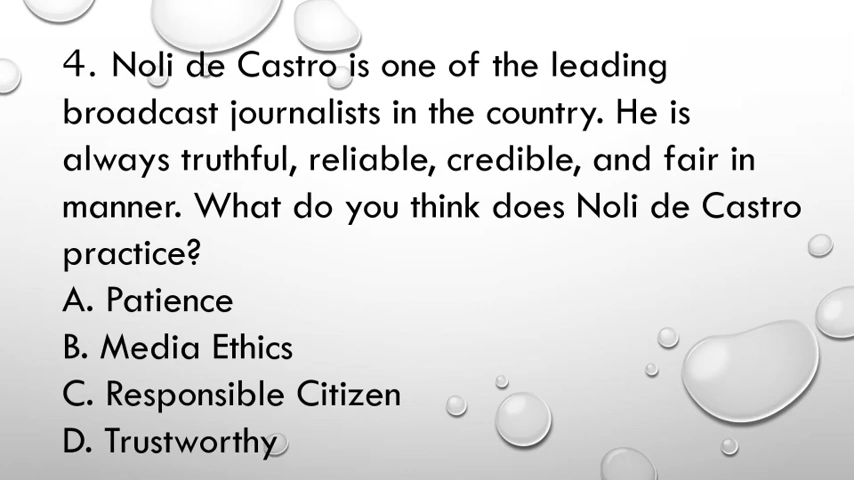 4. Noli de Castro is one of the leading
broadcast journalists in the country. He is
always truthful, reliable, credible, and fair in
manner. What do you think does Noli de Castro
practice?
A. Patience
B. Media Ethics
C. Responsible Citizen
D. Trustworthy